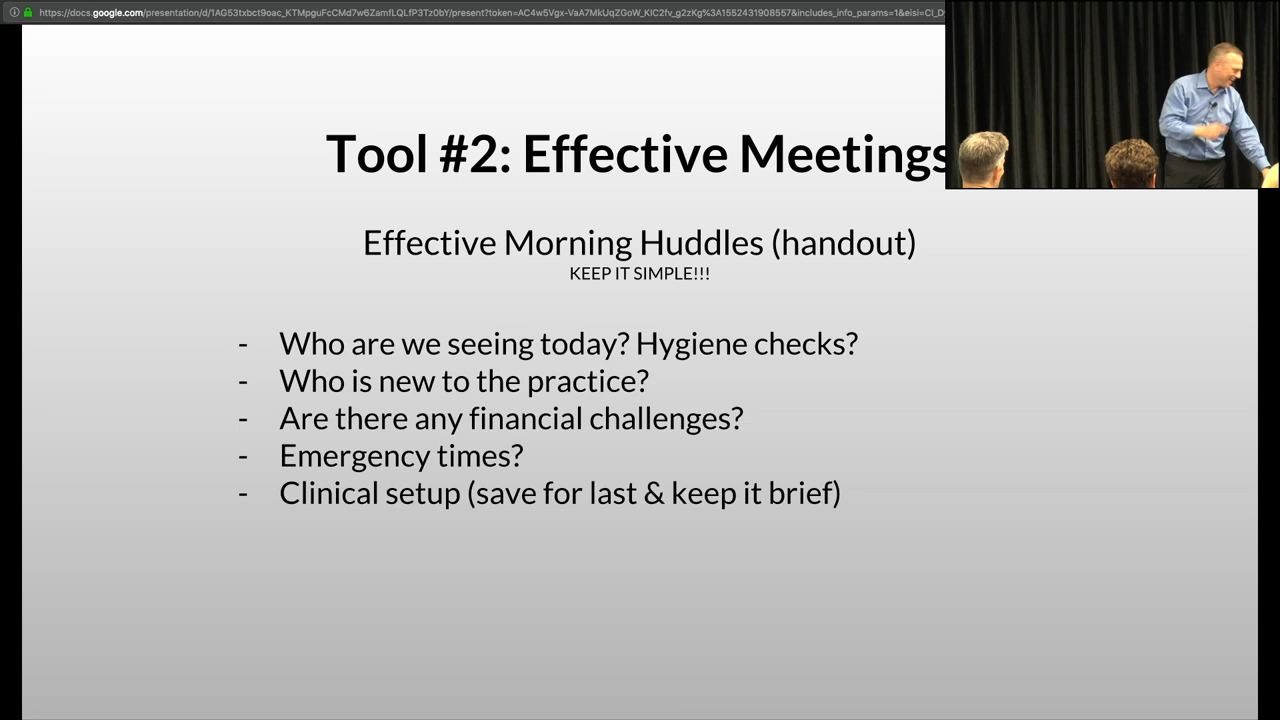 https://docs.google.com/presentation/d/1AG53txbct9oac_KTMpguFcCMd7w6ZamfLQLfP3Tz0bY/present?token=AC4w5Vgx-VaA7MkUqZGoW_KIC2fv_g2zKg%3A1552431908557&includes_info_params=1&eisi=CI_D
Tool #2: Effective Meetings
Effective Morning Huddles (handout)
KEEP IT SIMPLE!!!
- Who are we seeing today? Hygiene checks?
- Who is new to the practice?
- Are there any financial challenges?
- Emergency times?
- Clinical setup (save for last & keep it brief)